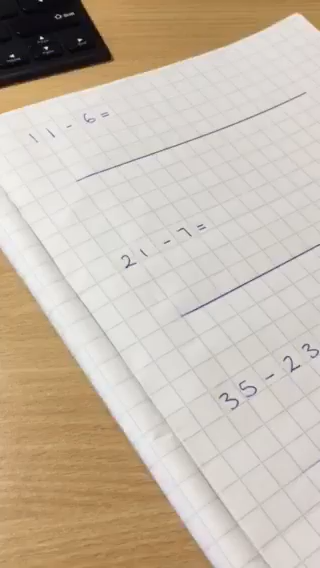 11 - 6 =
21 - 7 =
35 - 23